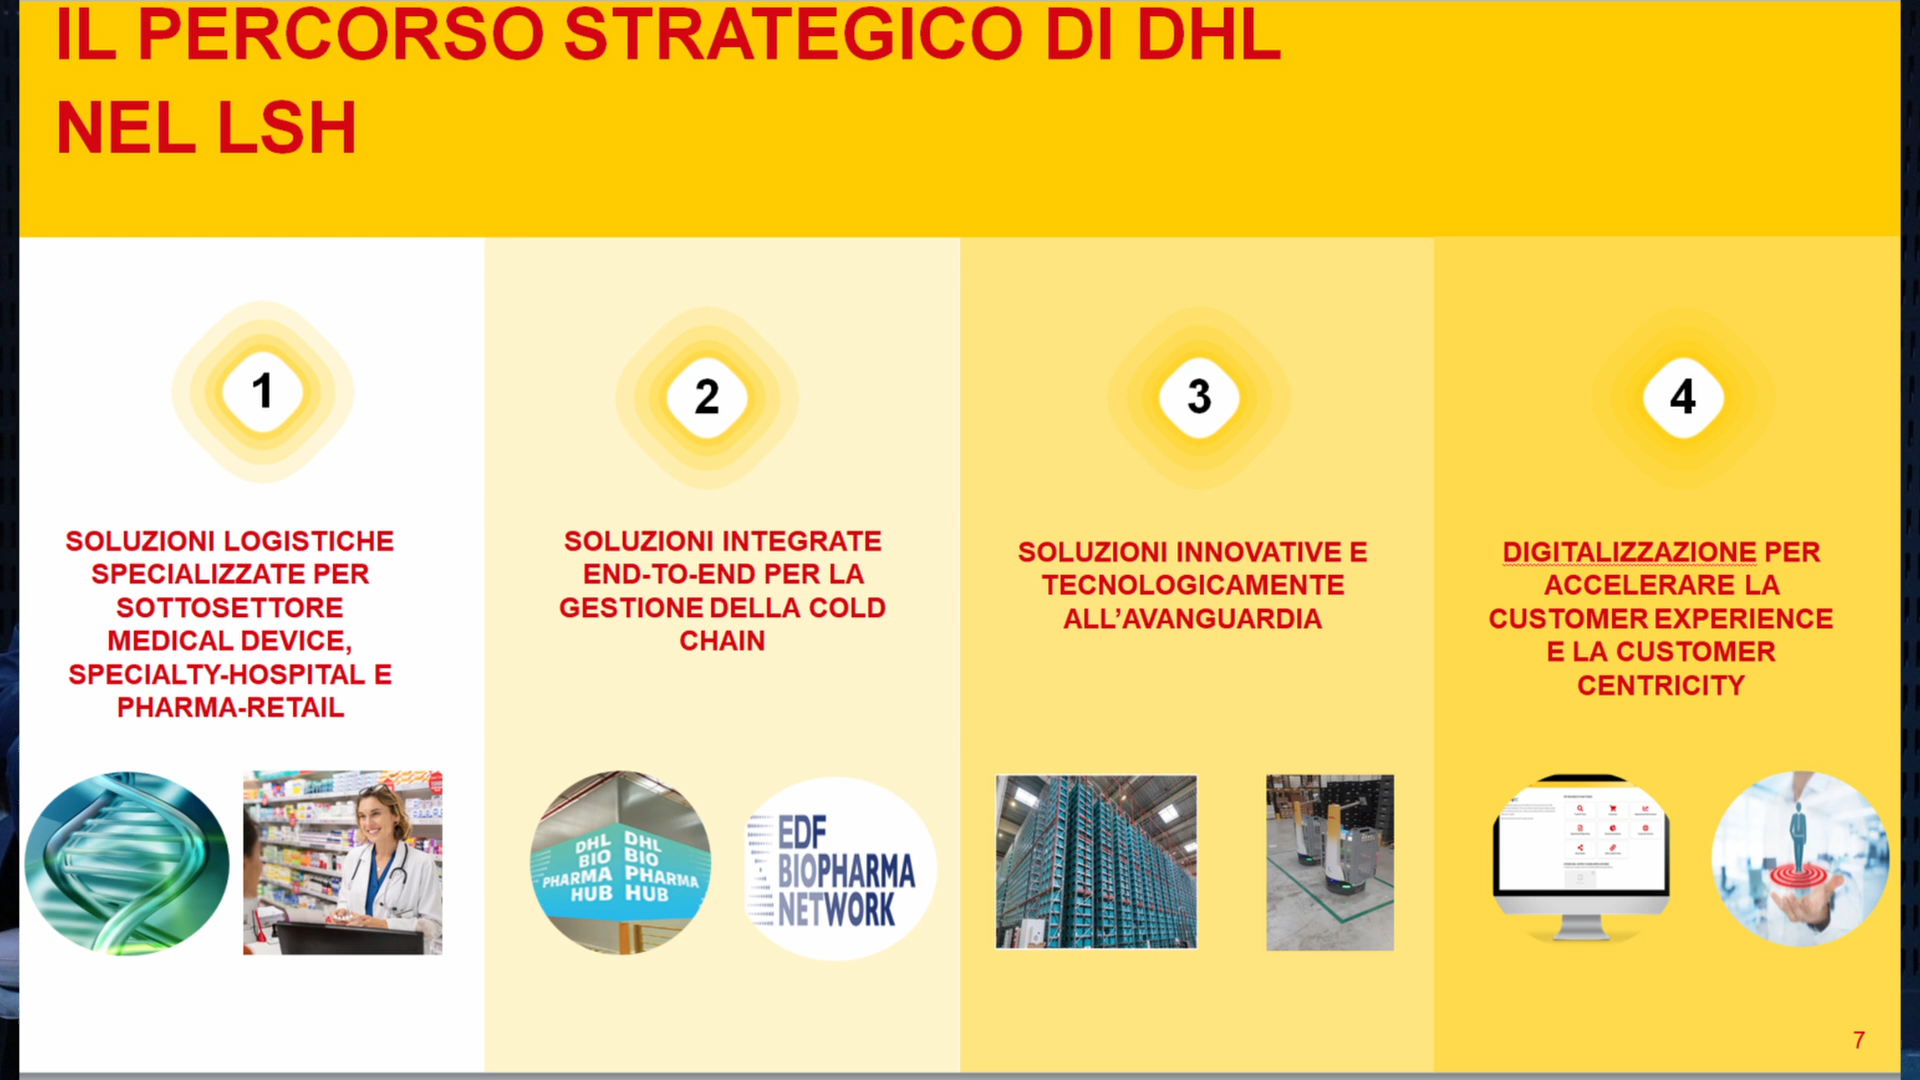 IL PERCORSO STRATEGICO DI DHL
NEL LSH
1
SOLUZIONI LOGISTICHE
SPECIALIZZATE PER
SOTTOSETTORE
MEDICAL DEVICE,
SPECIALTY-HOSPITAL E
PHARMA-RETAIL
2
SOLUZIONI INTEGRATE
END-TO-END PER LA
GESTIONE DELLA COLD
CHAIN
DHL
BIO
PHARMA
HUB
DHL
BIO
PHARMA
HUB
EDF
BIOPHARMA
NETWORK
3
SOLUZIONI INNOVATIVE E
TECNOLOGICAMENTE
ALL’AVANGUARDIA
4
DIGITALIZZAZIONE PER
ACCELERARE LA
CUSTOMER EXPERIENCE
E LA CUSTOMER
CENTRICITY
7